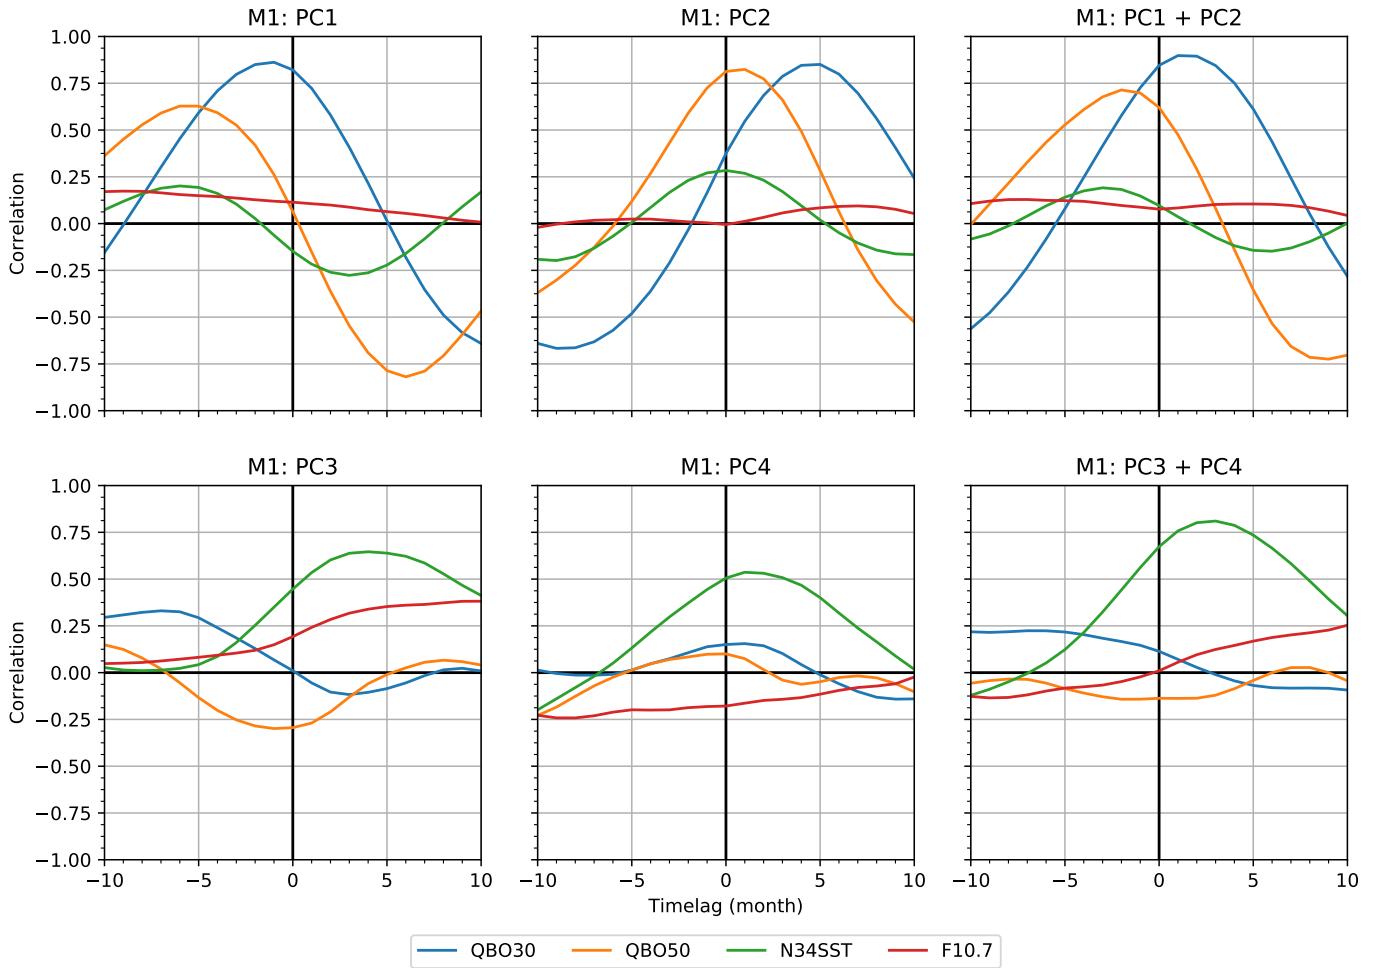 M1: PC1
M1: PC2
M1: PC1 + PC2
1.00
0.75
0.50
0.25
0.00
−0.25
−0.50
−0.75
−1.00
Correlation
M1: PC3
M1: PC4
M1: PC3 + PC4
1.00
0.75
0.50
0.25
0.00
−0.25
−0.50
−0.75
−1.00
Correlation
−10 −5 0 5 10
−10 −5 0 5 10
−10 −5 0 5 10
Timelag (month)
QBO30 QBO50 N34SST F10.7